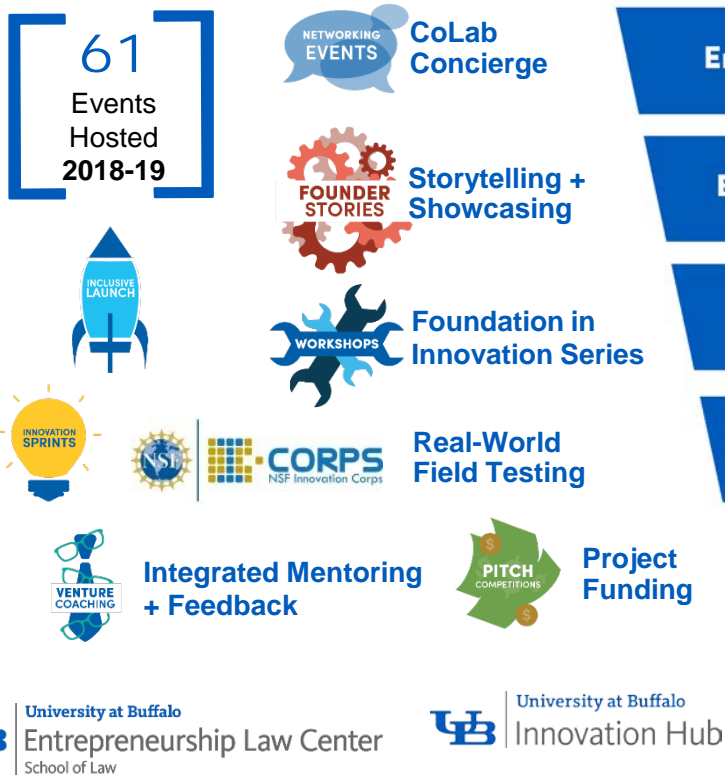 61
Events
Hosted
2018-19
NETWORKING
EVENTS
CoLab
Concierge
FOUNDER
STORIES
Storytelling +
Showcasing
INCLUSIVE
LAUNCH
WORKSHOPS
Foundation in
Innovation Series
INNOVATION
SPRINTS
NSF
CORPS
NSF Innovation Corps
Real-World
Field Testing
VENTURE
COACHING
Integrated Mentoring
+ Feedback
PITCH
COMPETITIONS
Project
Funding
University at Buffalo
Entrepreneurship Law Center
School of Law
UB
University at Buffalo
Innovation Hub